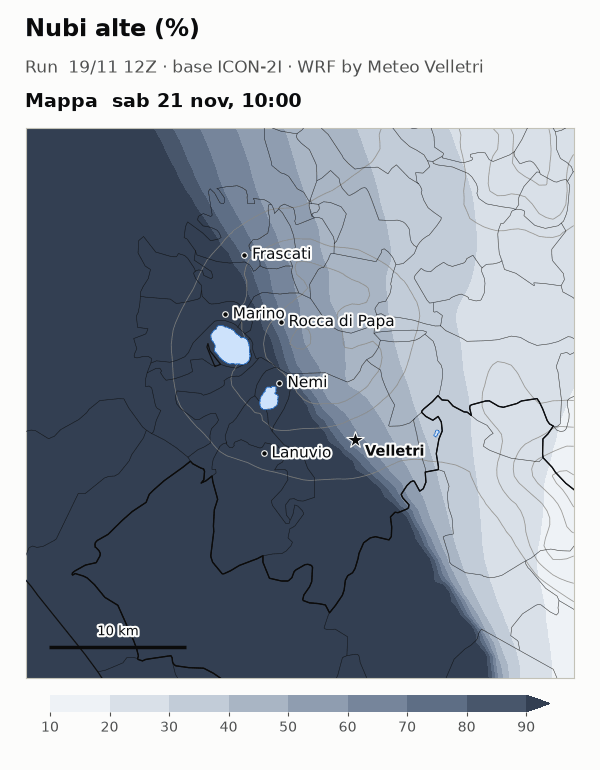 Nubi alte (%)
Run  19/11 12Z · base ICON-2I · WRF by Meteo Velletri
Mappa  sab 21 nov, 10:00
Frascati
Marino
Rocca di Papa
Nemi
Velletri
Lanuvio
10 km
10 20 30 40 50 60 70 80 90